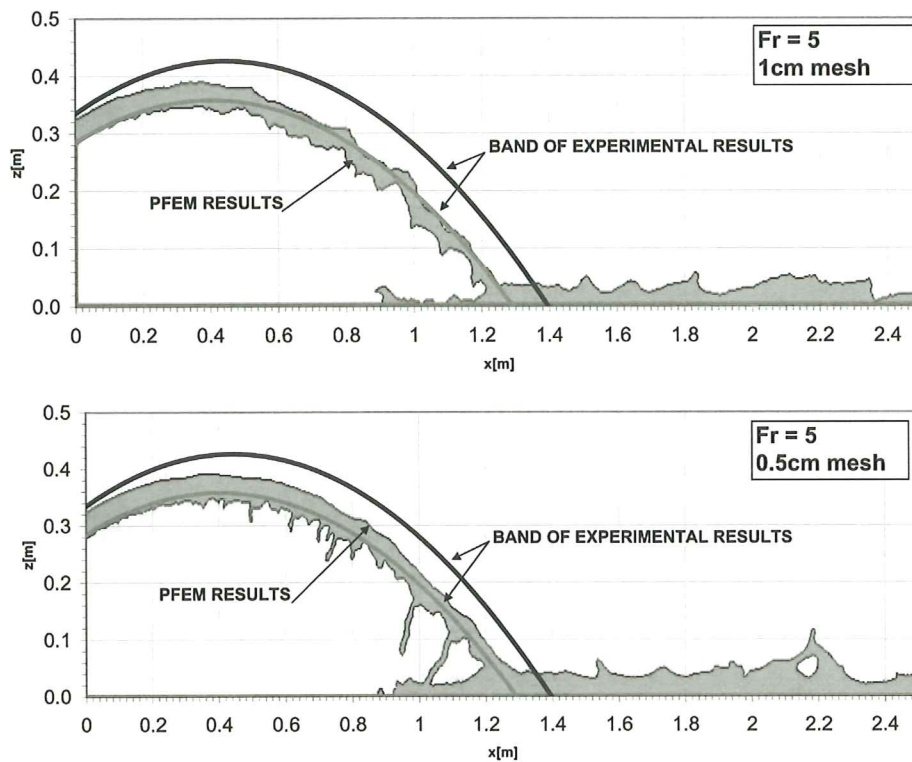 0.5
Fr = 5
1cm mesh
0.4
0.3
BAND OF EXPERIMENTAL RESULTS
z[m]
0.2
PFEM RESULTS
0.1
0.0
0 0.2 0.4 0.6 0.8 1 1.2 1.4 1.6 1.8 2 2.2 2.4
x[m]
0.5
Fr = 5
0.5cm mesh
0.4
0.3
BAND OF EXPERIMENTAL RESULTS
z[m]
0.2
PFEM RESULTS
0.1
0.0
0 0.2 0.4 0.6 0.8 1 1.2 1.4 1.6 1.8 2 2.2 2.4
x[m]